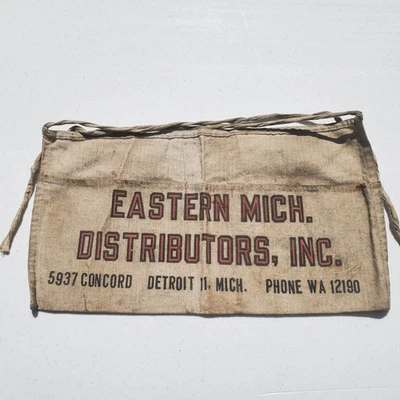 EASTERN MICH.
DISTRIBUTORS, INC.
5937 CONCORD DETROIT 11, MICH. PHONE WA 12190